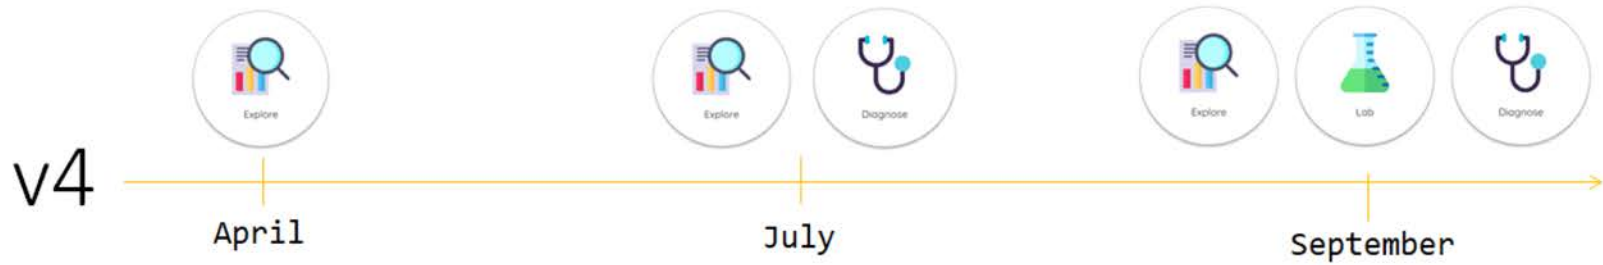 Explore
Explore
Diagnose
Explore
Lab
Diagnose
v4
April
July
September